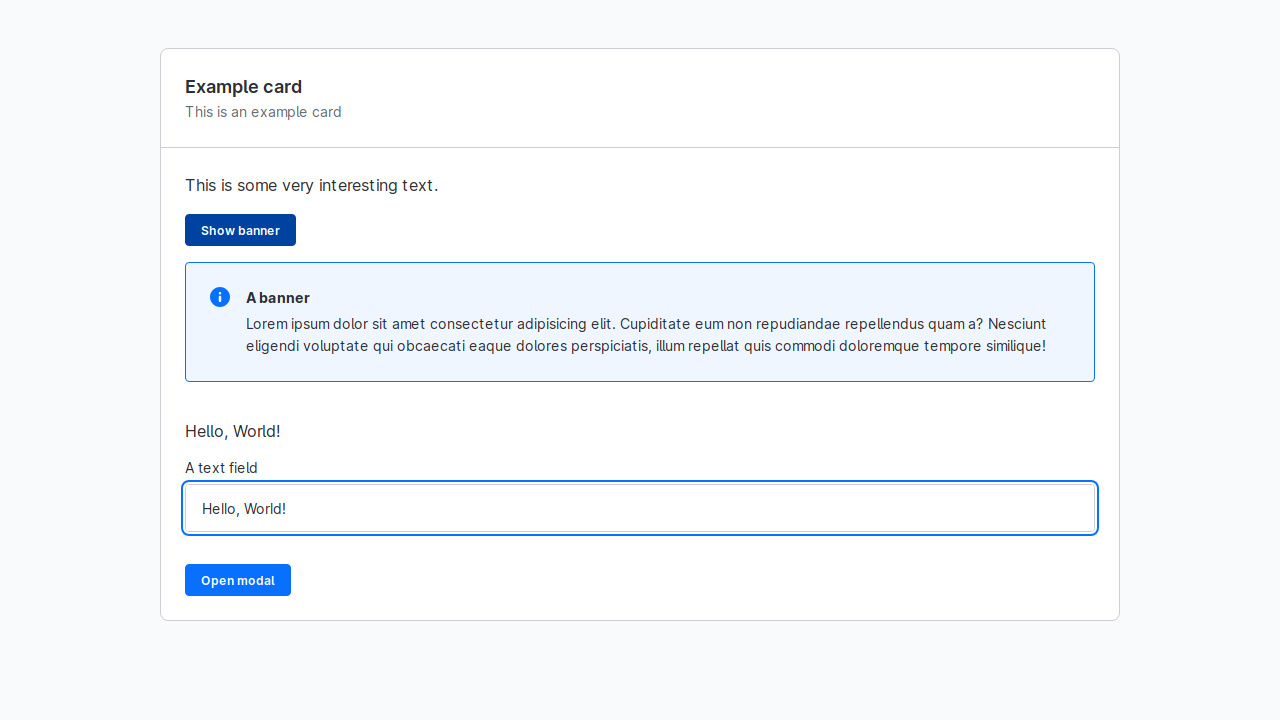 Example card
This is an example card
This is some very interesting text.
Show banner
A banner
Lorem ipsum dolor sit amet consectetur adipisicing elit. Cupiditate eum non repudiandae repellendus quam a? Nesciunt
eligendi voluptate qui obcaecati eaque dolores perspiciatis, illum repellat quis commodi doloremque tempore similique!
Hello, World!
A text field
Hello, World!
Open modal